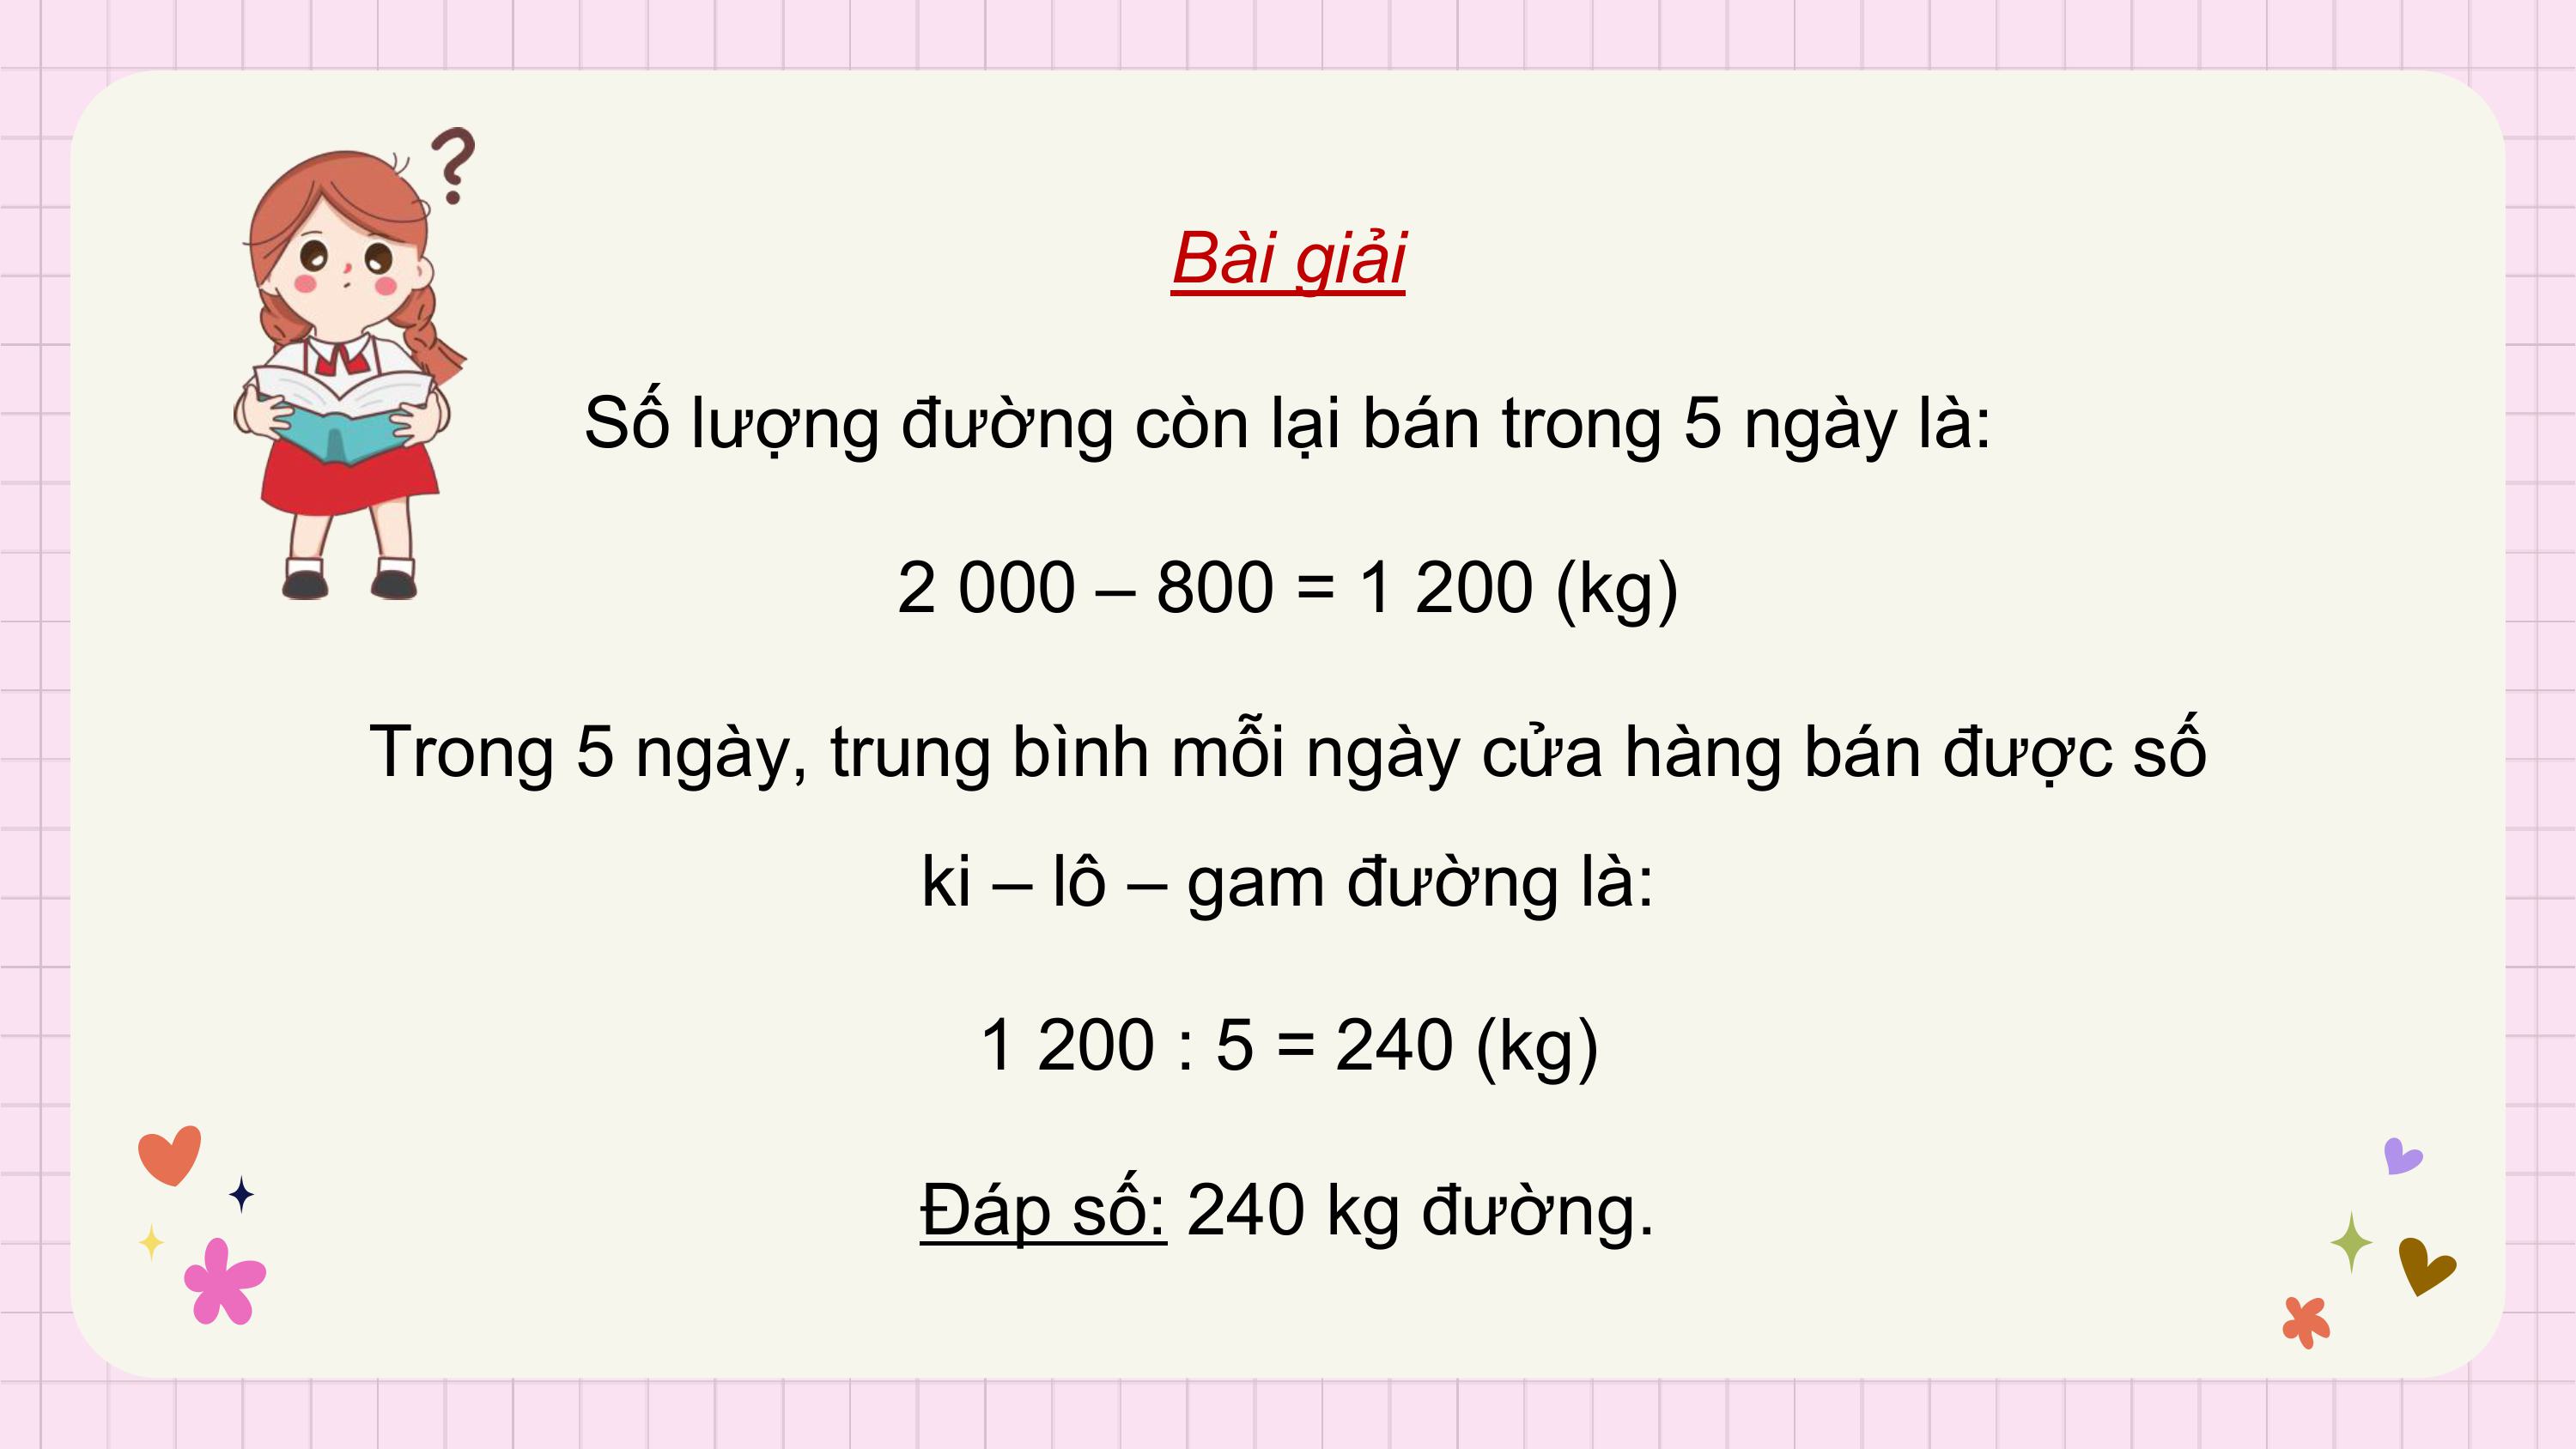 ?
Bài giải
Số lượng đường còn lại bán trong 5 ngày là:
2 000 – 800 = 1 200 (kg)
Trong 5 ngày, trung bình mỗi ngày cửa hàng bán được số
ki – lô – gam đường là:
1 200 : 5 = 240 (kg)
Đáp số: 240 kg đường.